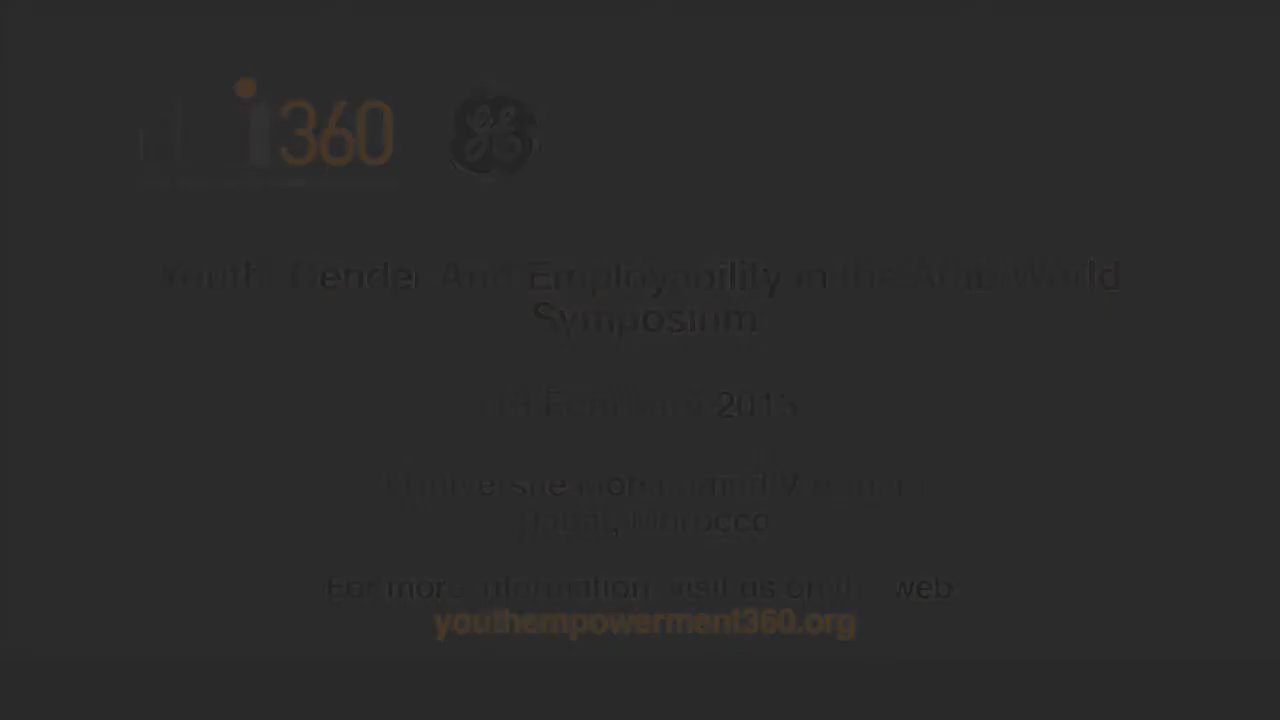 360
Youth, Gender And Employability in the Arab World
Symposium
2015
Mohammed V
Rabat, Morocco
For more information visit us on the web
youthempowerment360.org